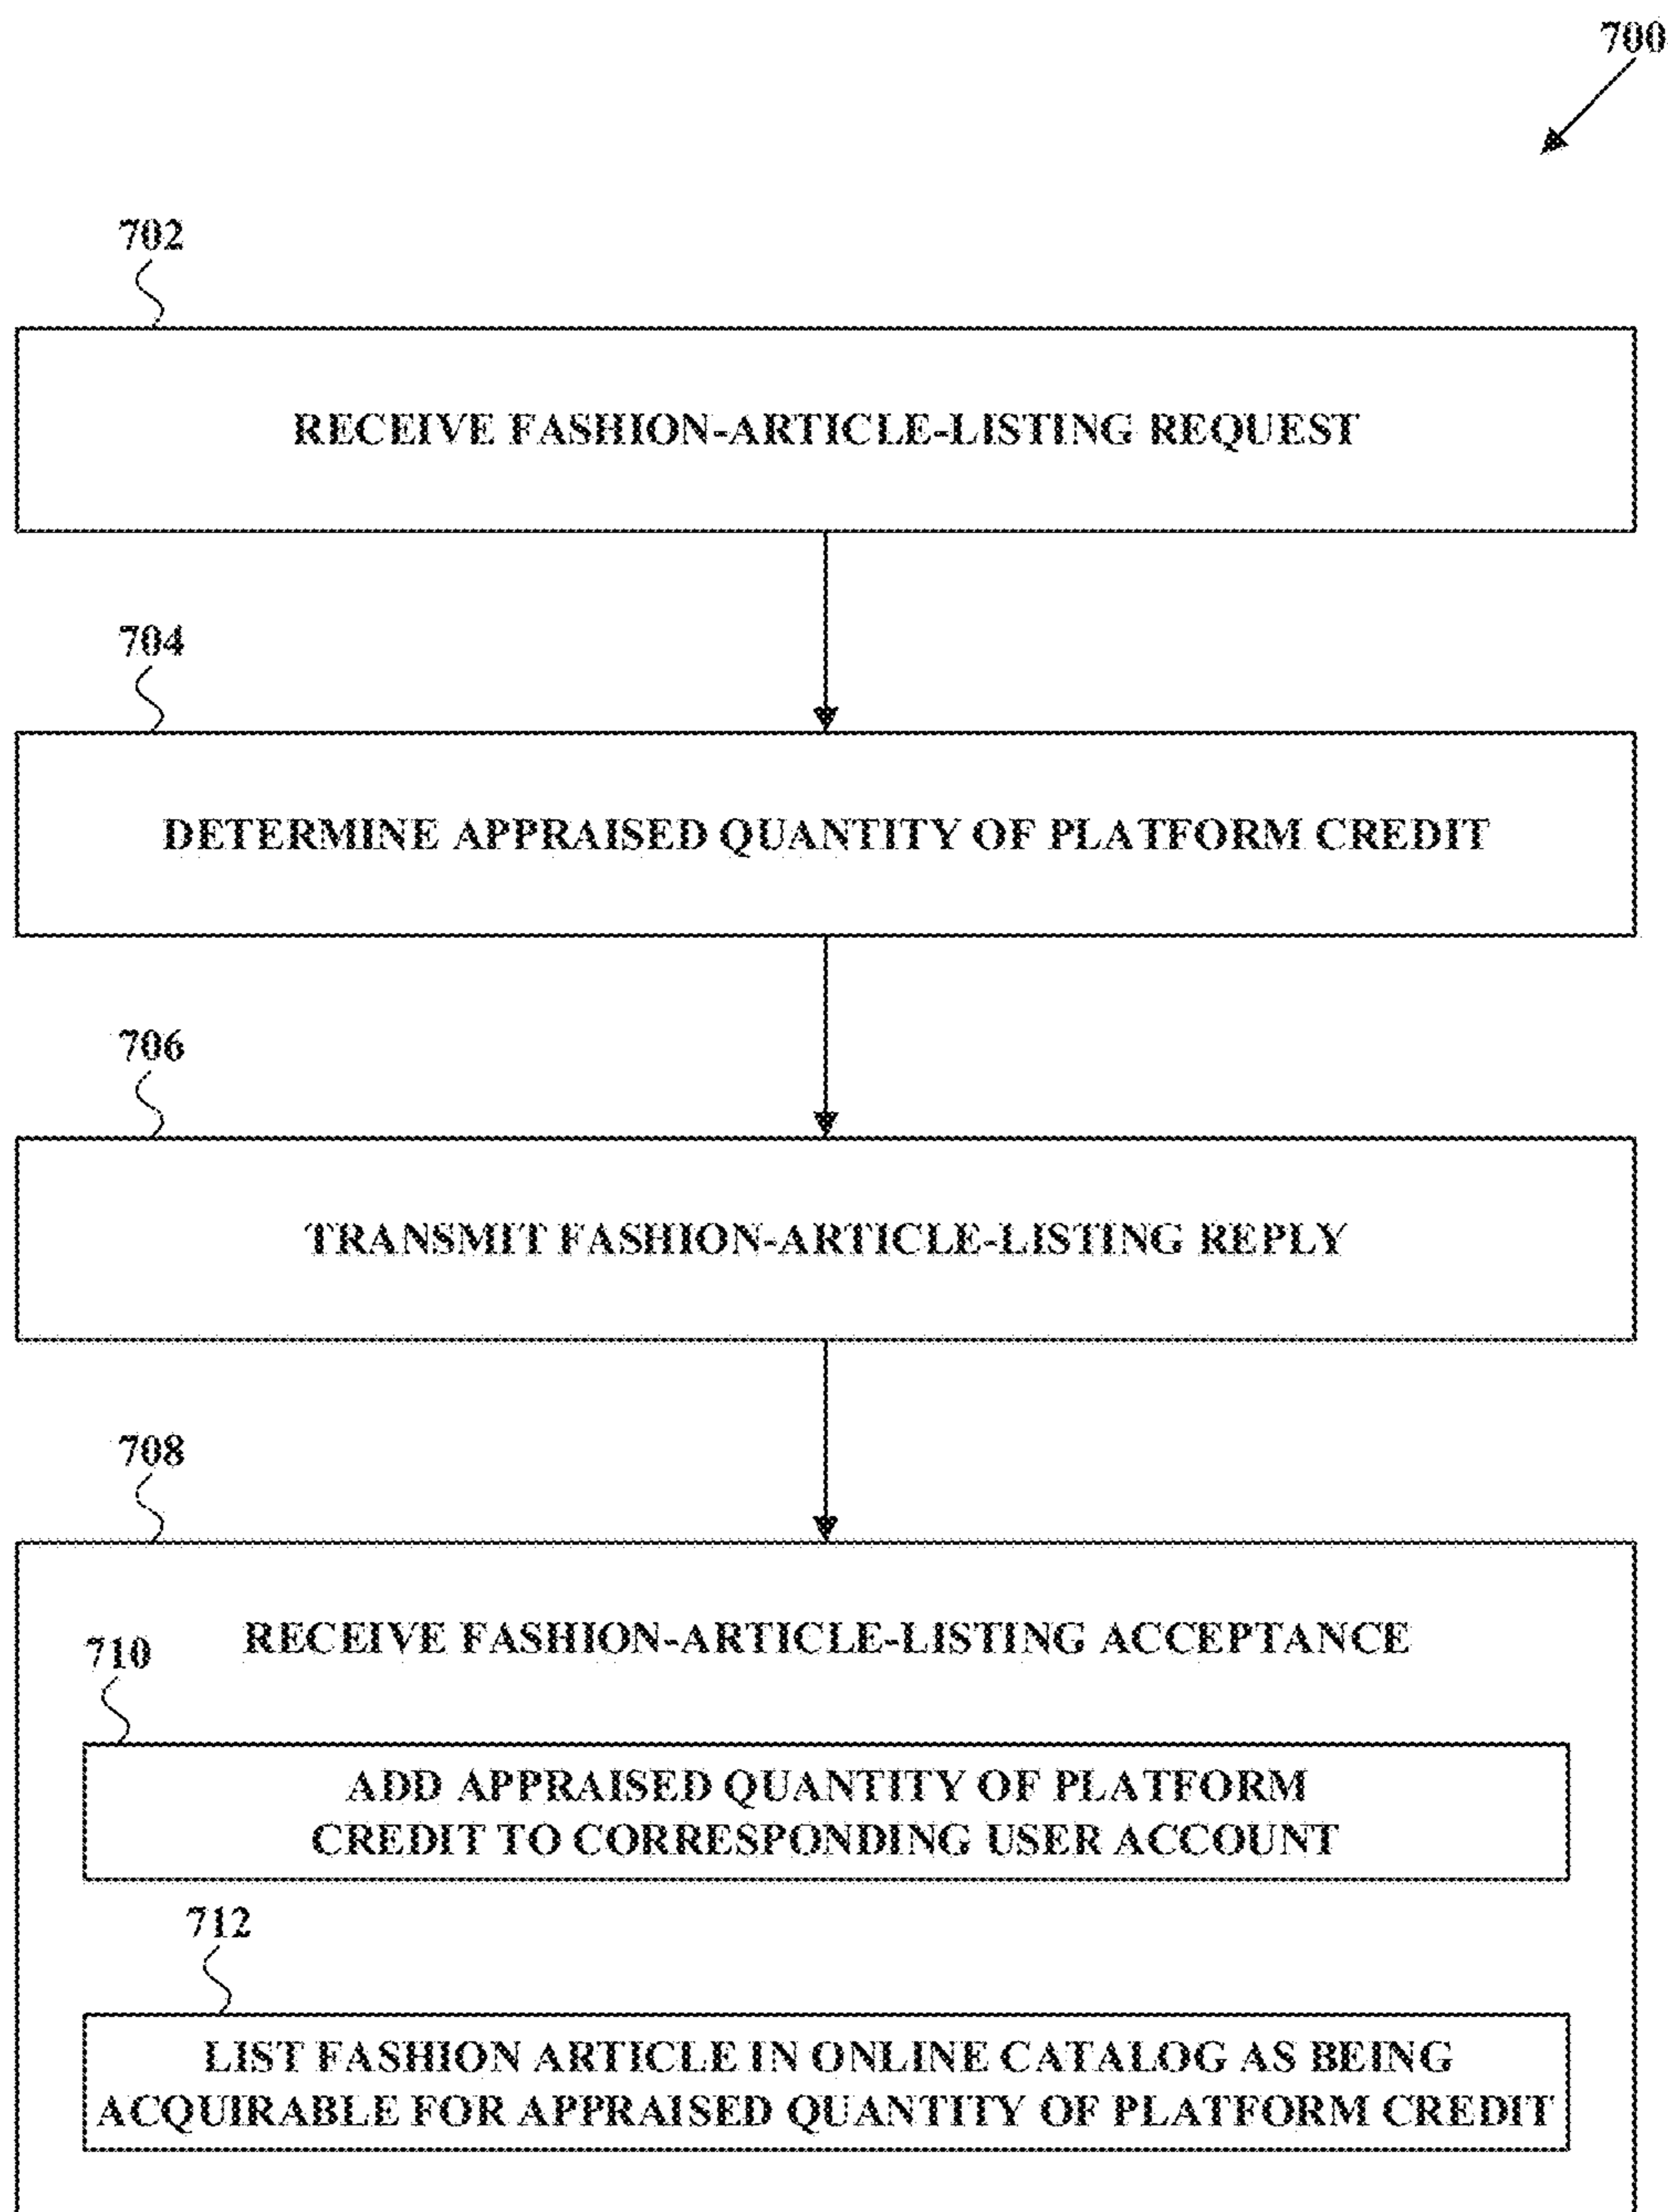 700
702
RECEIVE FASHION-ARTICLE-LISTING REQUEST
704
DETERMINE APPRAISED QUANTITY OF PLATFORM CREDIT
706
TRANSMIT FASHION-ARTICLE-LISTING REPLY
708
RECEIVE FASHION-ARTICLE-LISTING ACCEPTANCE
710
ADD APPRAISED QUANTITY OF PLATFORM
CREDIT TO CORRESPONDING USER ACCOUNT
712
LIST FASHION ARTICLE IN ONLINE CATALOG AS BEING
ACQUIRABLE FOR APPRAISED QUANTITY OF PLATFORM CREDIT